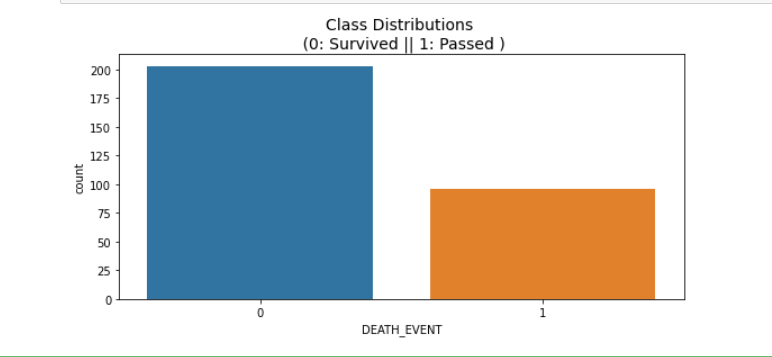 Class Distributions
(0: Survived || 1: Passed )
200
175
150
125
100
75
50
25
0
count
0 1
DEATH_EVENT